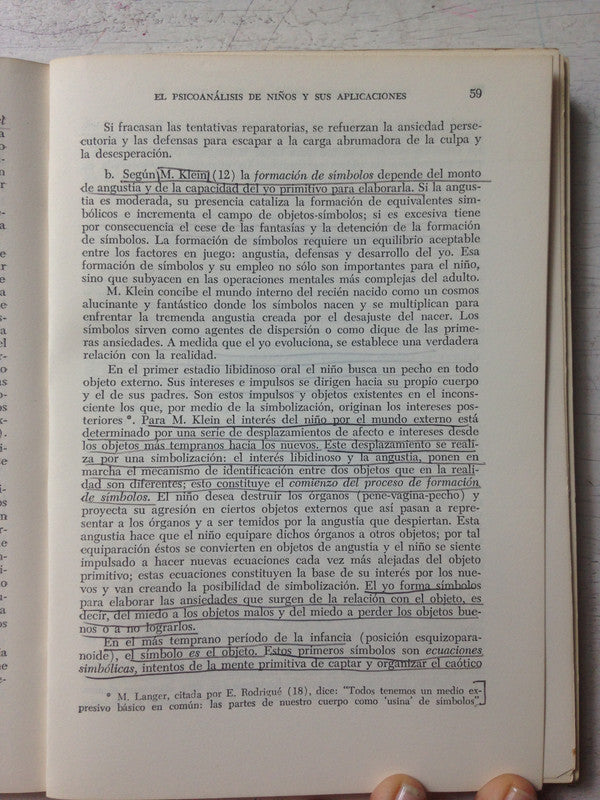 EL PSICOANÁLISIS DE NIÑOS Y SUS APLICACIONES 59
Si fracasan las tentativas reparatorias, se refuerzan la ansiedad perse-
cutoria y las defensas para escapar a la carga abrumadora de la culpa y
la desesperación.
b. Según M. Klein (12) la formación de símbolos depende del monto
de angustia y de la capacidad del yo primitivo para elaborarla. Si la angus-
tia es moderada, su presencia cataliza la formación de equivalentes sim-
bólicos e incrementa el campo de objetos-símbolos; si es excesiva tiene
por consecuencia el cese de las fantasías y la detención de la formación
de símbolos. La formación de símbolos requiere un equilibrio aceptable
entre los factores en juego: angustia, defensas y desarrollo del yo. Esa
formación de símbolos y su empleo no sólo son importantes para el niño,
sino que subyacen en las operaciones mentales más complejas del adulto.
M. Klein concibe el mundo interno del recién nacido como un cosmos
alucinante y fantástico donde los símbolos nacen y se multiplican para
enfrentar la tremenda angustia creada por el desajuste del nacer. Los
símbolos sirven como agentes de dispersión o como dique de las prime-
ras ansiedades. A medida que el yo evoluciona, se establece una verdadera
relación con la realidad.
En el primer estadio libidinoso oral el niño busca un pecho en todo
objeto externo. Sus intereses e impulsos se dirigen hacia su propio cuerpo
y el de sus padres. Son estos impulsos y objetos existentes en el incons-
ciente los que, por medio de la simbolización, originan los intereses pos-
teriores *. Para M. Klein el interés del niño por el mundo externo está
determinado por una serie de desplazamientos de afecto e intereses desde
los objetos más tempranos hacia los nuevos. Este desplazamiento se reali-
za por una simbolización: el interés libidinoso y la angustia, ponen en
marcha el mecanismo de identificación entre dos objetos que en la reali-
dad son diferentes; esto constituye el comienzo del proceso de formación
de símbolos. El niño desea destruir los órganos (pene-vagina-pecho) y
proyecta su agresión en ciertos objetos externos que así pasan a repre-
sentar a los órganos y a ser temidos por la angustia que despiertan. Esta
angustia hace que el niño equipare dichos órganos a otros objetos; por tal
equiparación éstos se convierten en objetos de angustia y el niño se siente
impulsado a hacer nuevas ecuaciones cada vez más alejadas del objeto
primitivo; estas ecuaciones constituyen la base de su interés por los nue-
vos y van creando la posibilidad de simbolización. El yo forma símbolos
para elaborar las ansiedades que surgen de la relación con el objeto, es
decir, del miedo a los objetos malos y del miedo a perder los objetos bue-
nos o a no lograrlos.
En el más temprano período de la infancia (posición esquizopara-
noide), el símbolo es el objeto. Estos primeros símbolos son ecuaciones
simbólicas, intentos de la mente primitiva de captar y organizar el caótico
* M. Langer, citada por E. Rodrigué (18), dice: "Todos tenemos un medio ex-
presivo básico en común: las partes de nuestro cuerpo como 'usina' de símbolos".